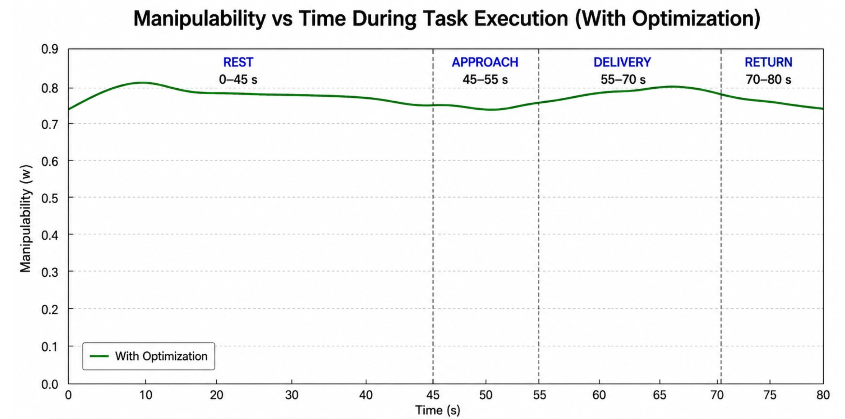 Manipulability vs Time During Task Execution (With Optimization)
0.9
REST
0–45 s
APPROACH
45–55 s
DELIVERY
55–70 s
RETURN
70–80 s
0.8
0.7
0.6
0.5
0.4
0.3
0.2
0.1
0.0
Manipulability (w)
With Optimization
0 10 20 30 40 45 50 55 60 65 70 75 80
Time (s)